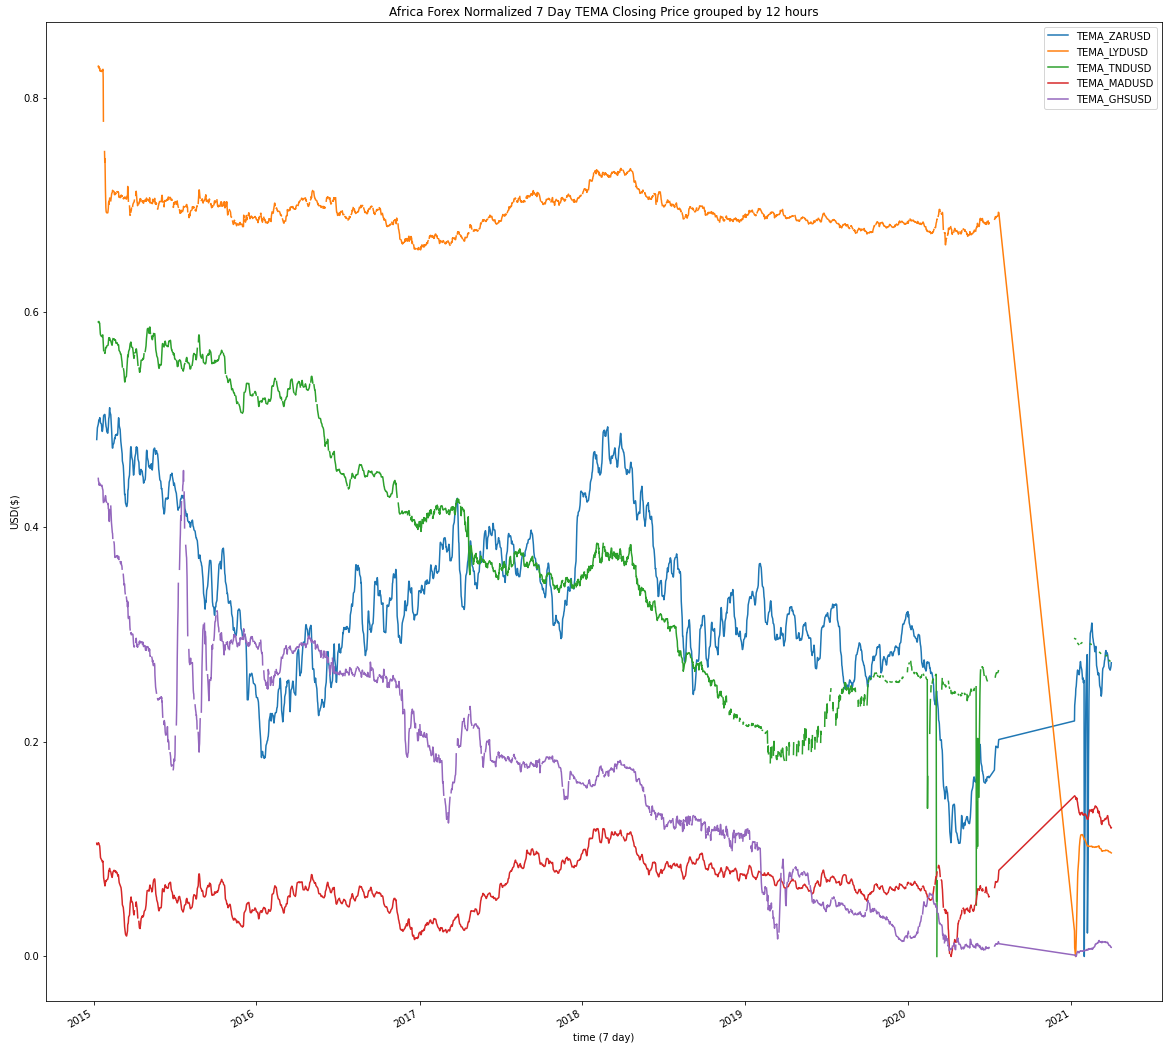 Africa Forex Normalized 7 Day TEMA Closing Price grouped by 12 hours
TEMA_ZARUSD
TEMA_LYDUSD
TEMA_TNDUSD
TEMA_MADUSD
TEMA_GHSUSD
0.8
0.6
0.4
0.2
0.0
USD($)
2015
2016
2017
2018
2019
2020
2021
time (7 day)